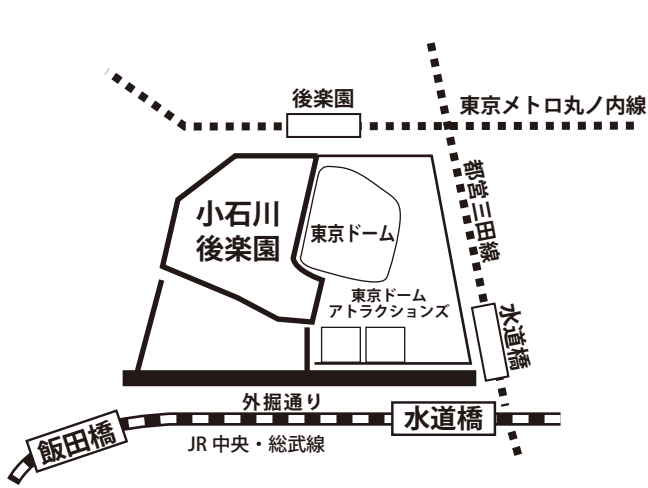 後楽園
東京メトロ丸ノ内線
都営三田線
小石川
後楽園
東京ドーム
東京ドーム
アトラクションズ
水道橋
外掘通り
水道橋
飯田橋
JR 中央・総武線